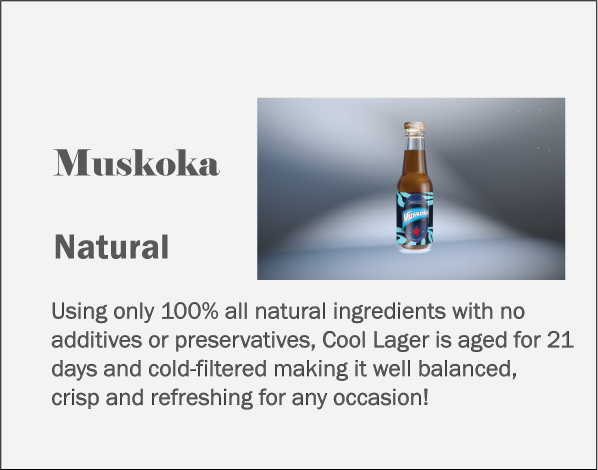 Muskoka
Muskoka
Natural
Using only 100% all natural ingredients with no
additives or preservatives, Cool Lager is aged for 21
days and cold-filtered making it well balanced,
crisp and refreshing for any occasion!